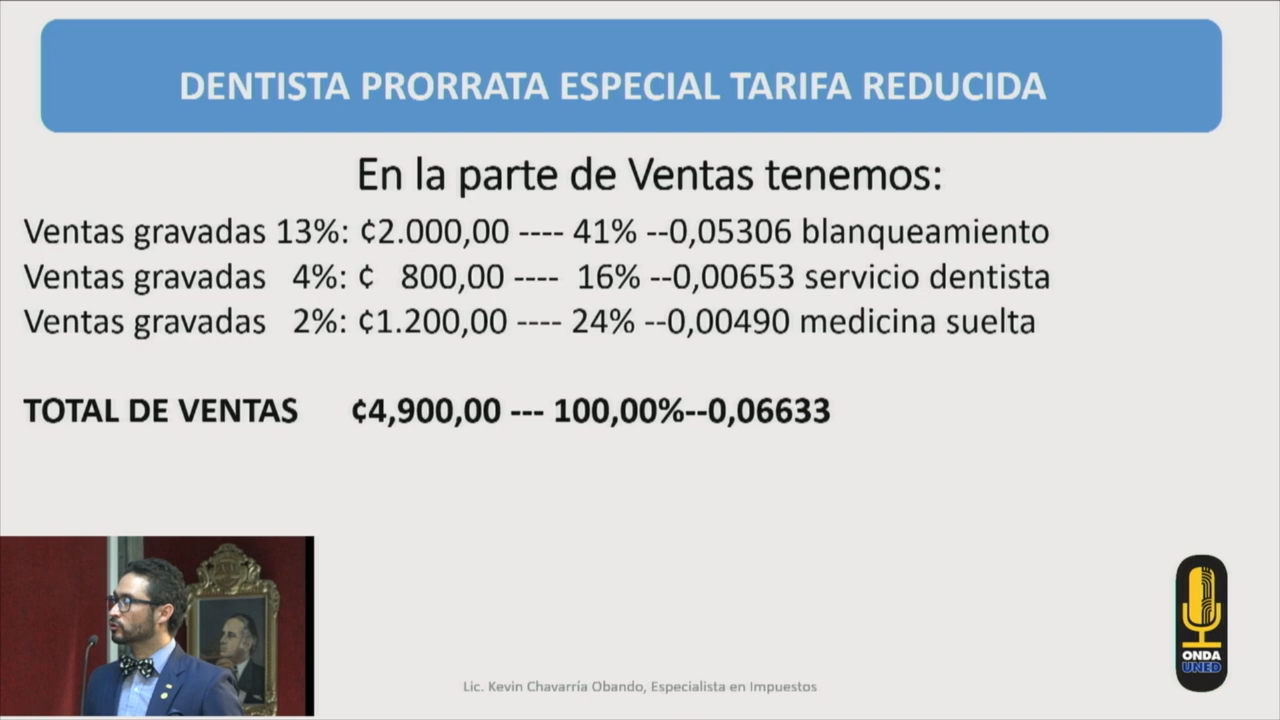 DENTISTA PRORRATA ESPECIAL TARIFA REDUCIDA
En la parte de Ventas tenemos:
Ventas gravadas 13%: ¢2.000,00 ---- 41% --0,05306 blanqueamiento
Ventas gravadas 4%: ¢ 800,00 ---- 16% --0,00653 servicio dentista
Ventas gravadas 2%: ¢1.200,00 ---- 24% --0,00490 medicina suelta
TOTAL DE VENTAS ¢4,900,00 --- 100,00%--0,06633
ONDA
UNED
Lic. Kevin Chavarría Obando, Especialista en Impuestos